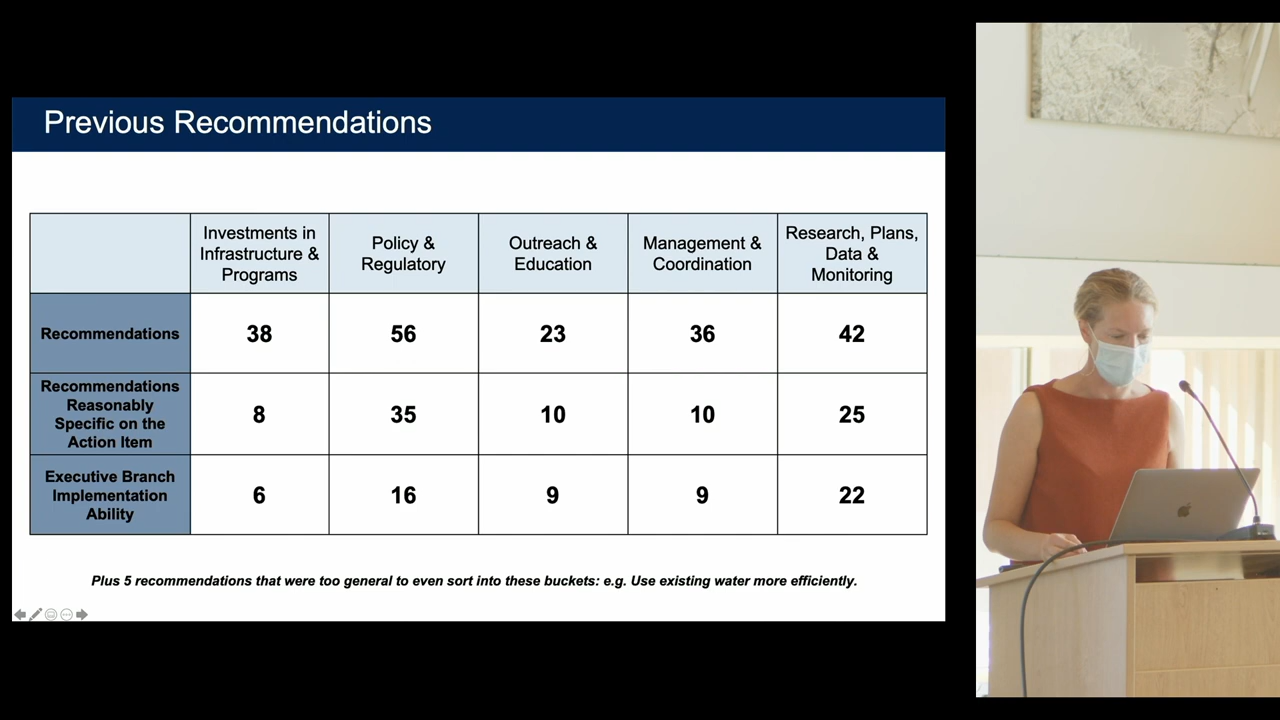 Previous Recommendations
Investments in
Infrastructure &
Programs
Policy &
Regulatory
Outreach &
Education
Management &
Coordination
Research, Plans,
Data &
Monitoring
Recommendations
38
56
23
36
42
Recommendations
Reasonably
Specific on the
Action Item
8
35
10
10
25
Executive Branch
Implementation
Ability
6
16
9
9
22
Plus 5 recommendations that were too general to even sort into these buckets: e.g. Use existing water more efficiently.